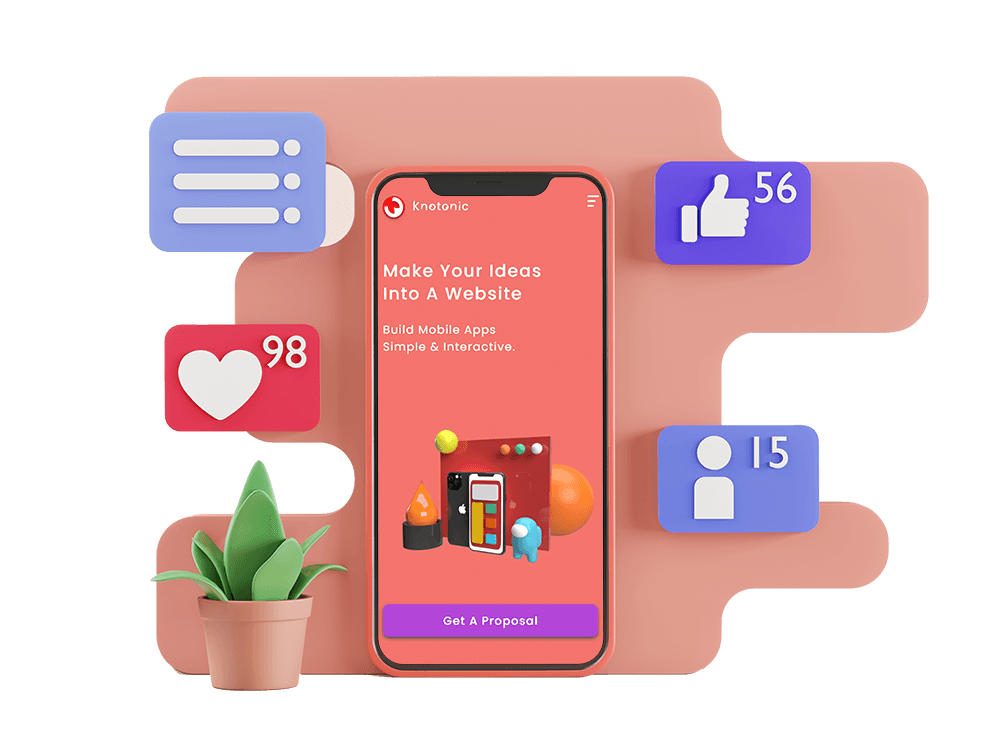 Knotonic
Make Your Ideas
Into A Website
Build Mobile Apps
Simple & Interactive.
Get A Proposal
98
56
15